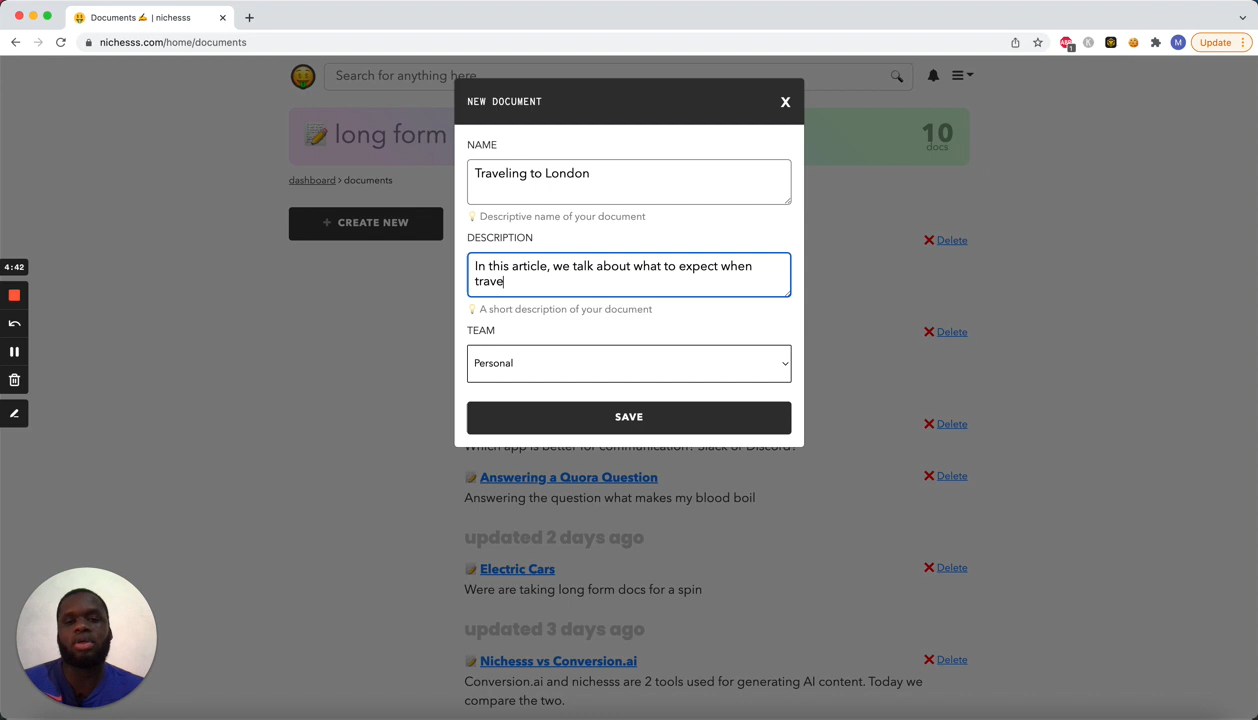 Documents ✍️ | nichesss
nichesss.com/home/documents
1
M
Update
Search for anything here
NEW DOCUMENT
X
long form
10
docs
dashboard > documents
+ CREATE NEW
NAME
Traveling to London
💡 Descriptive name of your document
DESCRIPTION
In this article, we talk about what to expect when
trave
💡 A short description of your document
TEAM
Personal
SAVE
Delete
Delete
4:42
Delete
Which app is better for communication? Slack or Discord?
Answering a Quora Question
Delete
Answering the question what makes my blood boil
updated 2 days ago
Electric Cars
Delete
Were are taking long form docs for a spin
updated 3 days ago
Nichesss vs Conversion.ai
Delete
Conversion.ai and nichesss are 2 tools used for generating AI content. Today we
compare the two.